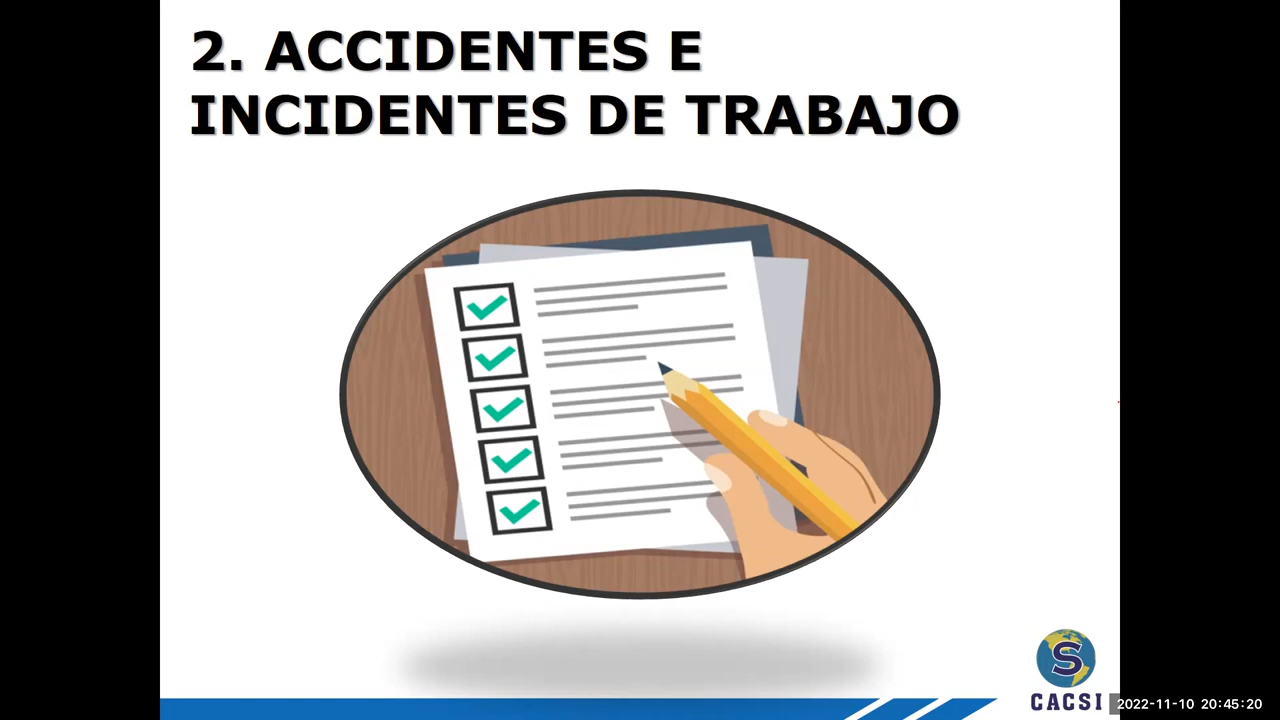 2. ACCIDENTES E
INCIDENTES DE TRABAJO
S
CACSI
2022-11-10 20:45:20